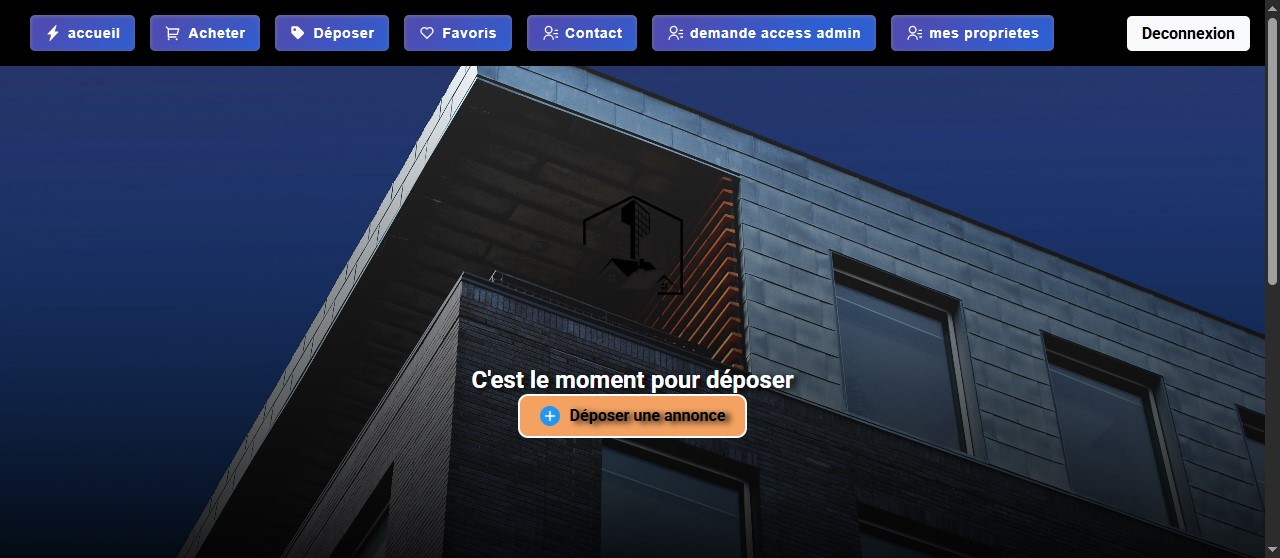 accueil
Acheter
Déposer
Favoris
Contact
demande access admin
mes proprietes
Deconnexion
C'est le moment pour déposer
Déposer une annonce